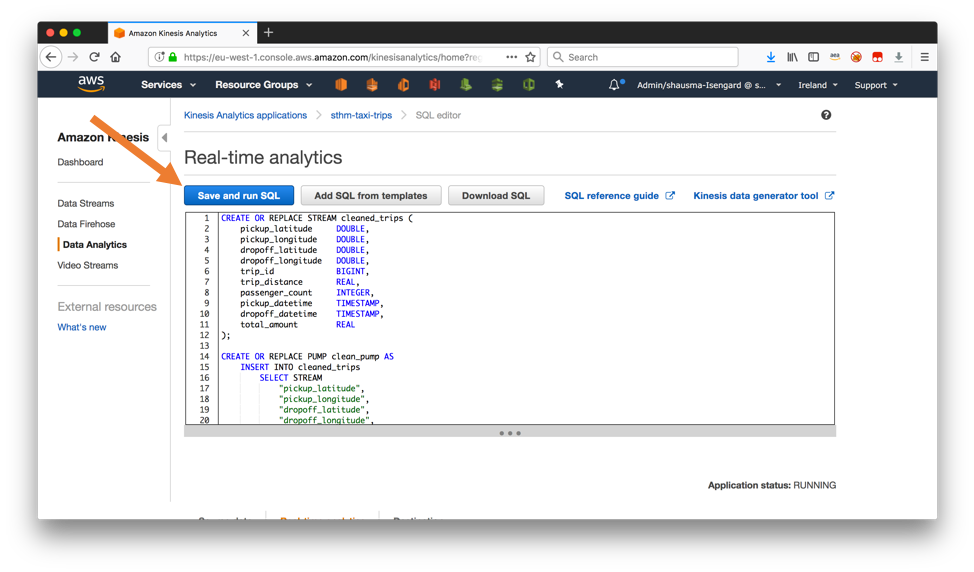 Amazon Kinesis Analytics
https://eu-west-1.console.aws.amazon.com/kinesisanalytics/home?reg
Search
aws
Services
Resource Groups
Admin/shausma-Isengard @ s...
Ireland
Support
Amazon Kinesis
Dashboard
Data Streams
Data Firehose
Data Analytics
Video Streams
External resources
What's new
Kinesis Analytics applications
sthm-taxi-trips
SQL editor
Real-time analytics
Save and run SQL
Add SQL from templates
Download SQL
SQL reference guide
Kinesis data generator tool
1 CREATE OR REPLACE STREAM cleaned_trips (
2 pickup_latitude DOUBLE,
3 pickup_longitude DOUBLE,
4 dropoff_latitude DOUBLE,
5 dropoff_longitude DOUBLE,
6 trip_id BIGINT,
7 trip_distance REAL,
8 passenger_count INTEGER,
9 pickup_datetime TIMESTAMP,
10 dropoff_datetime TIMESTAMP,
11 total_amount REAL
12 );
13
14 CREATE OR REPLACE PUMP clean_pump AS
15 INSERT INTO cleaned_trips
16 SELECT STREAM
17 "pickup_latitude",
18 "pickup_longitude",
19 "dropoff_latitude",
20 "dropoff_longitude",
Application status: RUNNING